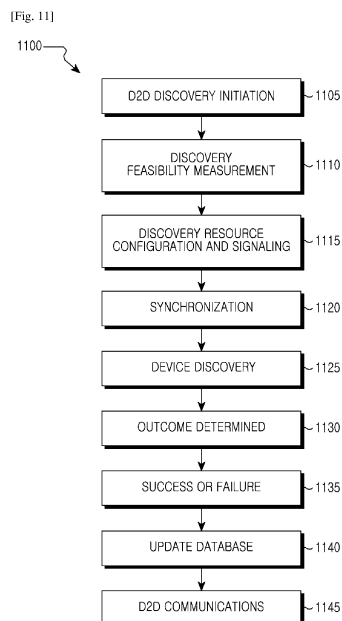 [Fig. 11]
1100
D2D DISCOVERY INITIATION
1105
DISCOVERY
FEASIBILITY MEASUREMENT
1110
DISCOVERY RESOURCE
CONFIGURATION AND SIGNALING
1115
SYNCHRONIZATION
1120
DEVICE DISCOVERY
1125
OUTCOME DETERMINED
1130
SUCCESS OR FAILURE
1135
UPDATE DATABASE
1140
D2D COMMUNICATIONS
1145